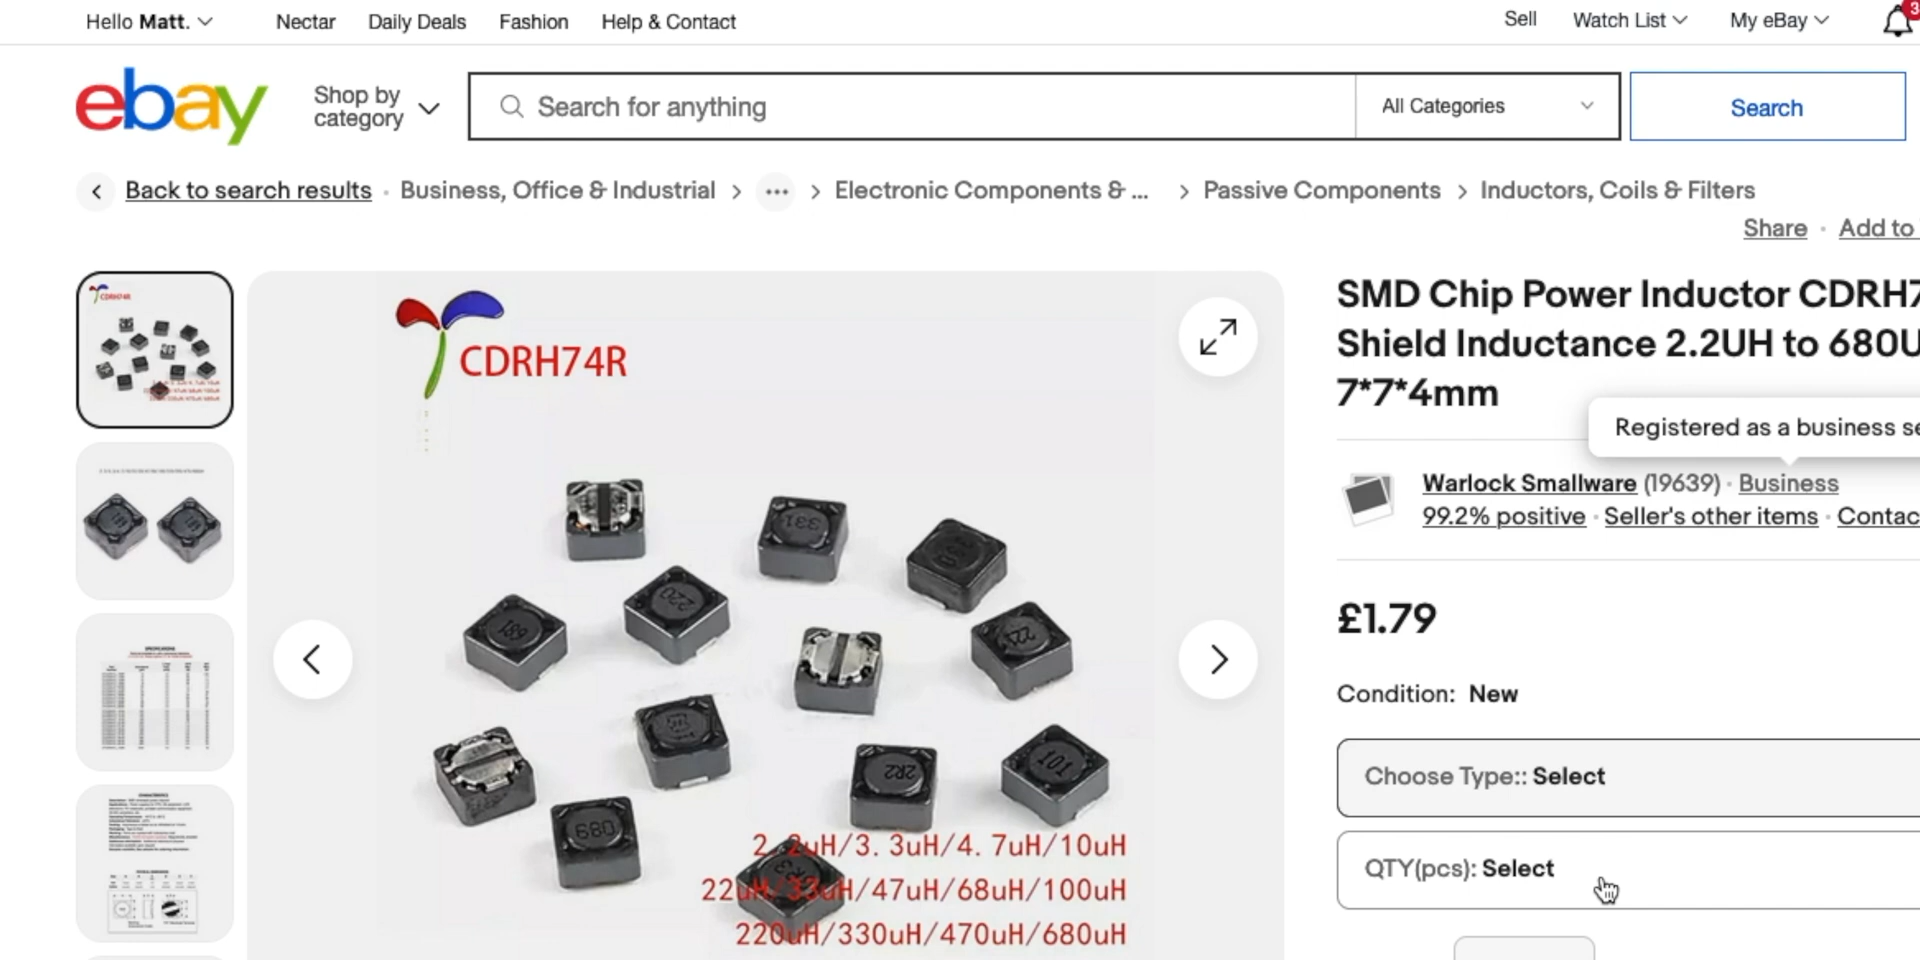 Hello Matt.
Nectar
Daily Deals
Fashion
Help & Contact
Sell
Watch List
My eBay
3
ebay
Shop by
category
Search for anything
All Categories
Search
Back to search results
Business, Office & Industrial
...
Electronic Components & ...
Passive Components
Inductors, Coils & Filters
Share
Add to
CDRH74R
CDRH74R
SMD Chip Power Inductor CDRH7
Shield Inductance 2.2UH to 680U
7*7*4mm
Registered as a business se
Warlock Smallware (19639) · Business
99.2% positive · Seller's other items · Contac
£1.79
Condition: New
Choose Type:: Select
QTY(pcs): Select
331
220
681
221
2R2
101
680
2.2uH/3.3uH/4.7uH/10uH
22uH/33uH/47uH/68uH/100uH
220uH/330uH/470uH/680uH
SPECIFICATIONS